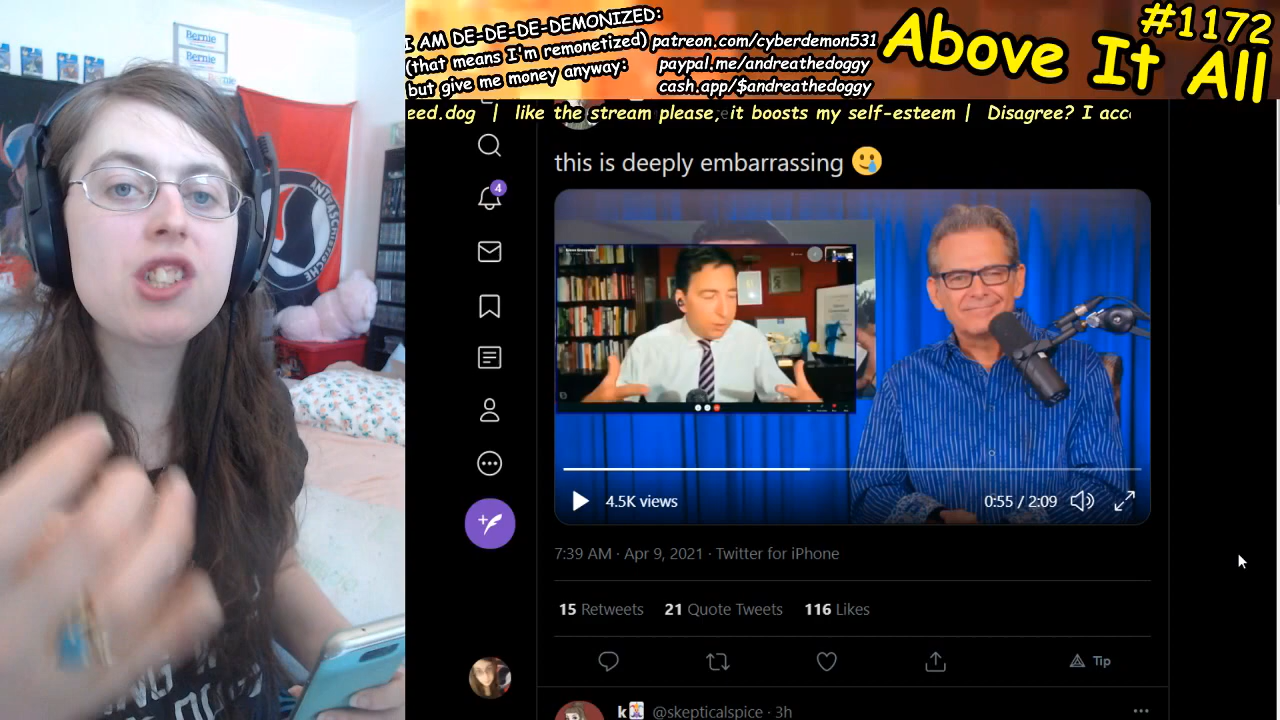 Bernie
Bernie
I AM DE-DE-DE-DEMONIZED:
(that means I'm remonetized)
but give me money anyway:
patreon.com/cyberdemon531
paypal.me/andreathedoggy
cash.app/$andreathedoggy
Above It All
#1172
eed.dog | like the stream please, it boosts my self-esteem | Disagree? I acc
4
this is deeply embarrassing
4.5K views
0:55 / 2:09
7:39 AM · Apr 9, 2021 · Twitter for iPhone
15 Retweets 21 Quote Tweets 116 Likes
Tip
k @skepticalspice · 3h
ANTIFASCHISTISCHE